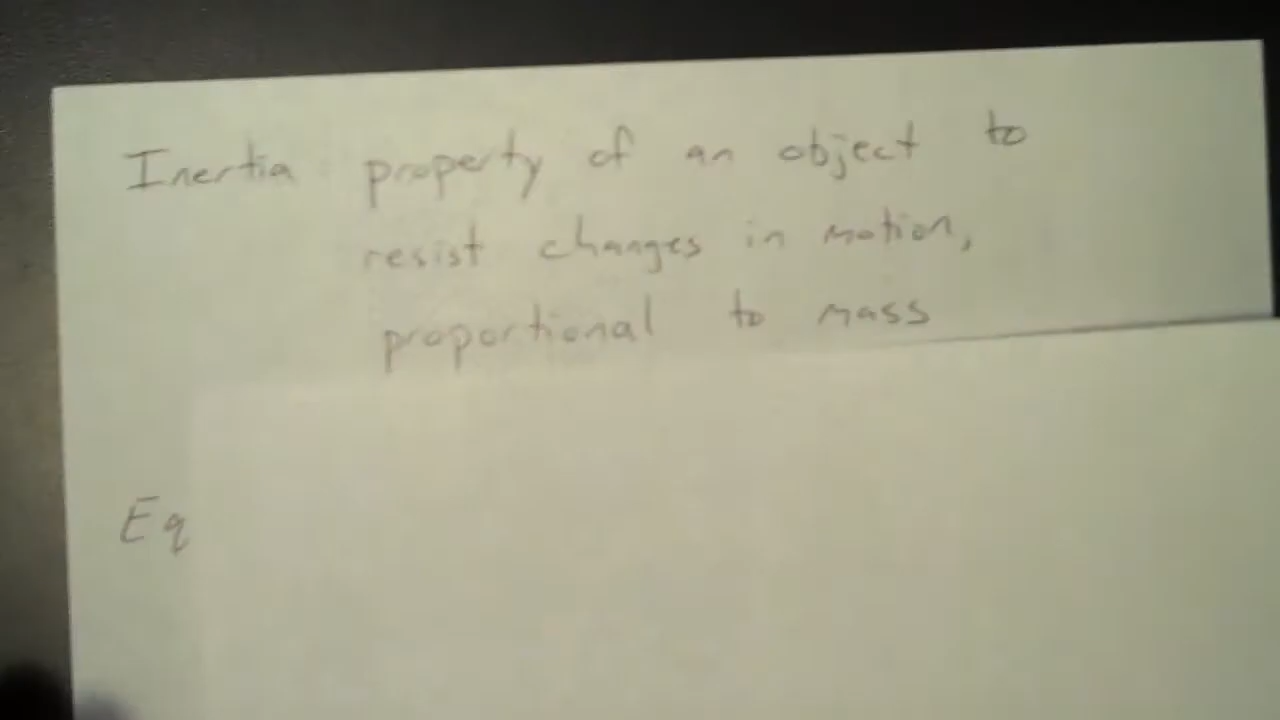 Inertia property of an object to
resist changes in motion,
proportional to mass
Eq